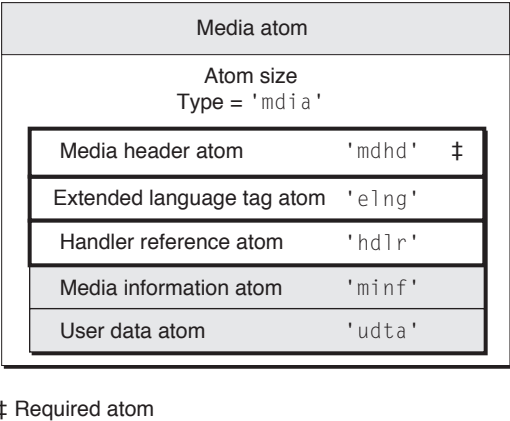 Media atom
Atom size
Type = 'mdia'
Media header atom 'mdhd' ‡
Extended language tag atom 'elng'
Handler reference atom 'hdlr'
Media information atom 'minf'
User data atom 'udta'
‡ Required atom